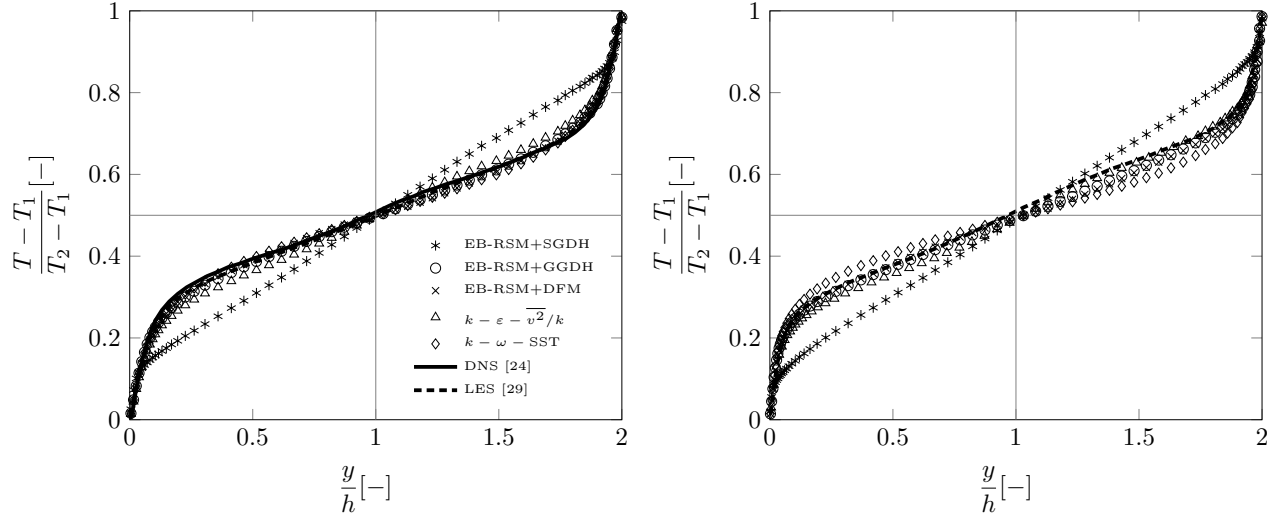 1
0.8
0.6
0.4
0.2
0
0 0.5 1 1.5 2
T − T₁
T₂ − T₁
[−]
y
h
[−]
EB-RSM+SGDH
EB-RSM+GGDH
EB-RSM+DFM
k − ε − v̅²̅/k
k − ω − SST
DNS [24]
LES [29]
1
0.8
0.6
0.4
0.2
0
0 0.5 1 1.5 2
T − T₁
T₂ − T₁
[−]
y
h
[−]